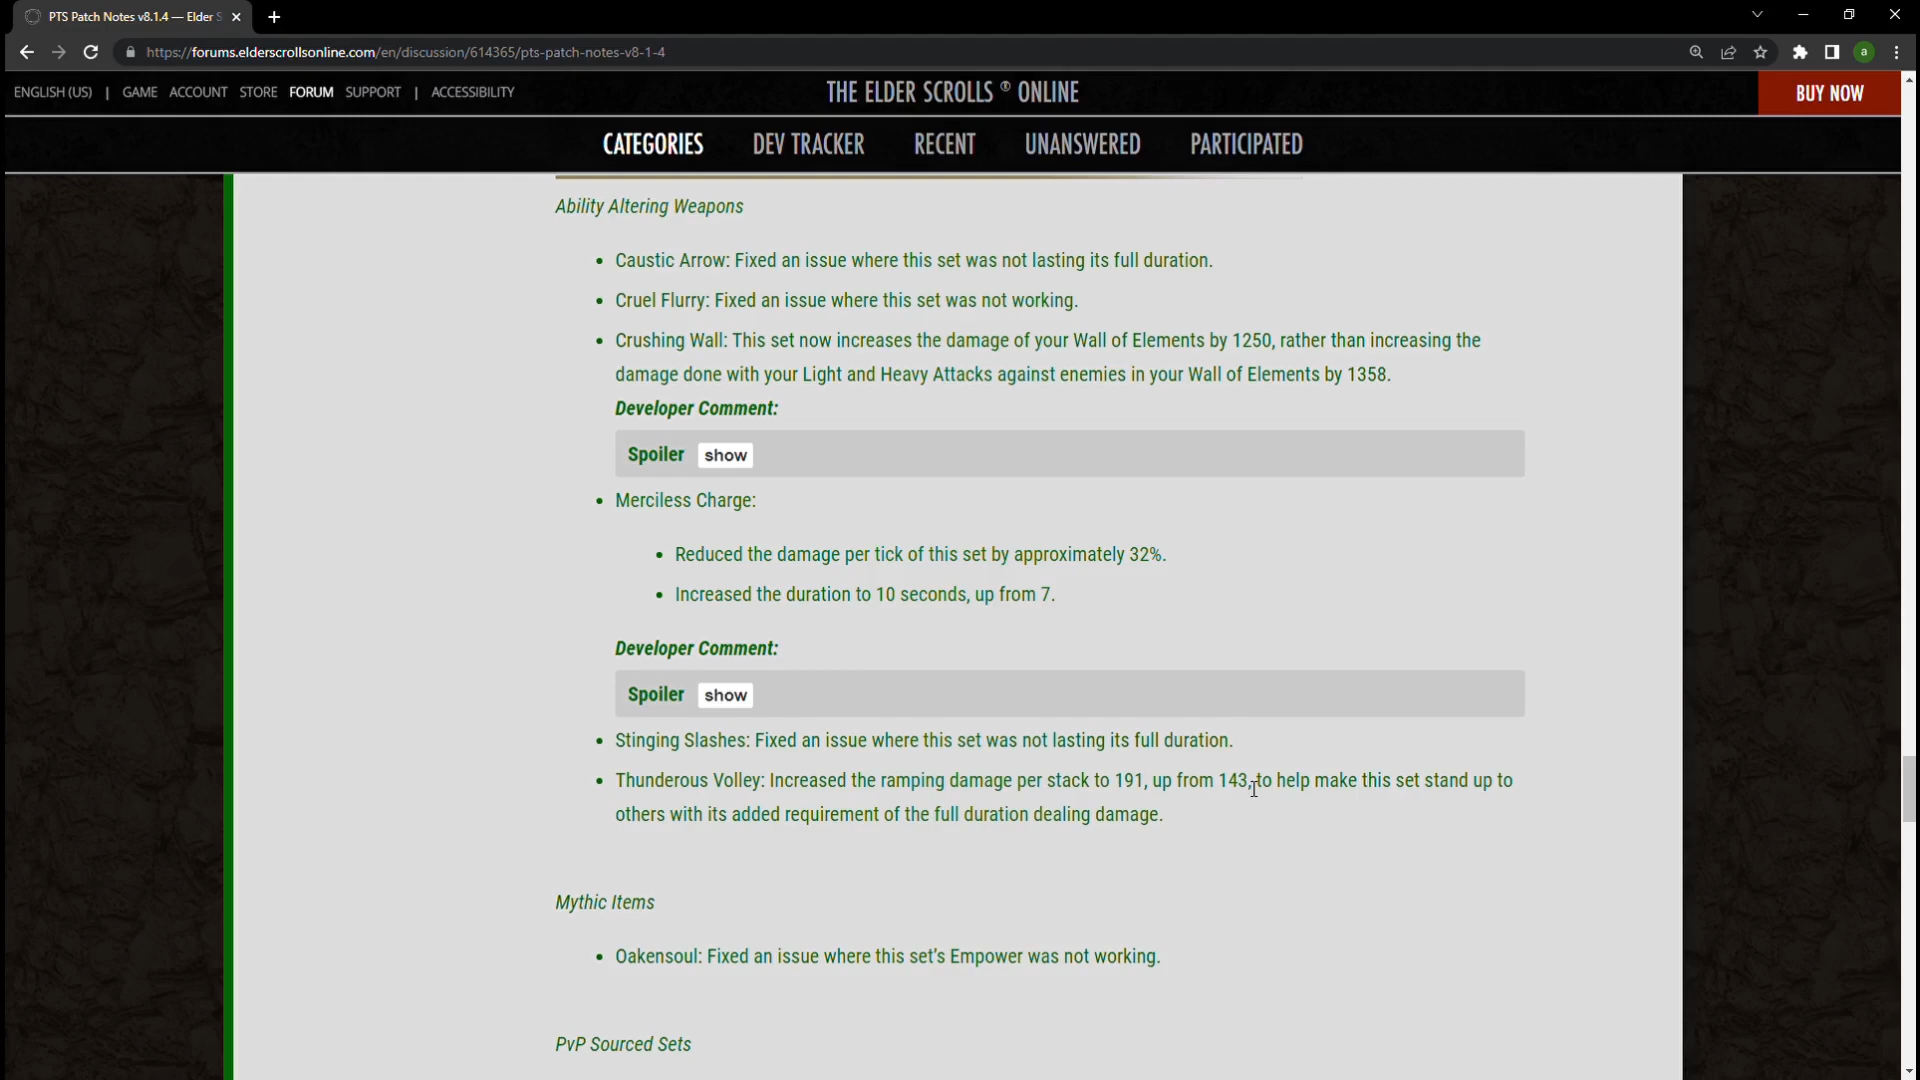 PTS Patch Notes v8.1.4 — Elder S
https://forums.elderscrollsonline.com/en/discussion/614365/pts-patch-notes-v8-1-4
a
ENGLISH (US) | GAME ACCOUNT STORE FORUM SUPPORT | ACCESSIBILITY
THE ELDER SCROLLS ® ONLINE
BUY NOW
CATEGORIES DEV TRACKER RECENT UNANSWERED PARTICIPATED
Ability Altering Weapons
• Caustic Arrow: Fixed an issue where this set was not lasting its full duration.
• Cruel Flurry: Fixed an issue where this set was not working.
• Crushing Wall: This set now increases the damage of your Wall of Elements by 1250, rather than increasing the
damage done with your Light and Heavy Attacks against enemies in your Wall of Elements by 1358.
Developer Comment:
Spoiler show
• Merciless Charge:
• Reduced the damage per tick of this set by approximately 32%.
• Increased the duration to 10 seconds, up from 7.
Developer Comment:
Spoiler show
• Stinging Slashes: Fixed an issue where this set was not lasting its full duration.
• Thunderous Volley: Increased the ramping damage per stack to 191, up from 143, to help make this set stand up to
others with its added requirement of the full duration dealing damage.
Mythic Items
• Oakensoul: Fixed an issue where this set’s Empower was not working.
PvP Sourced Sets